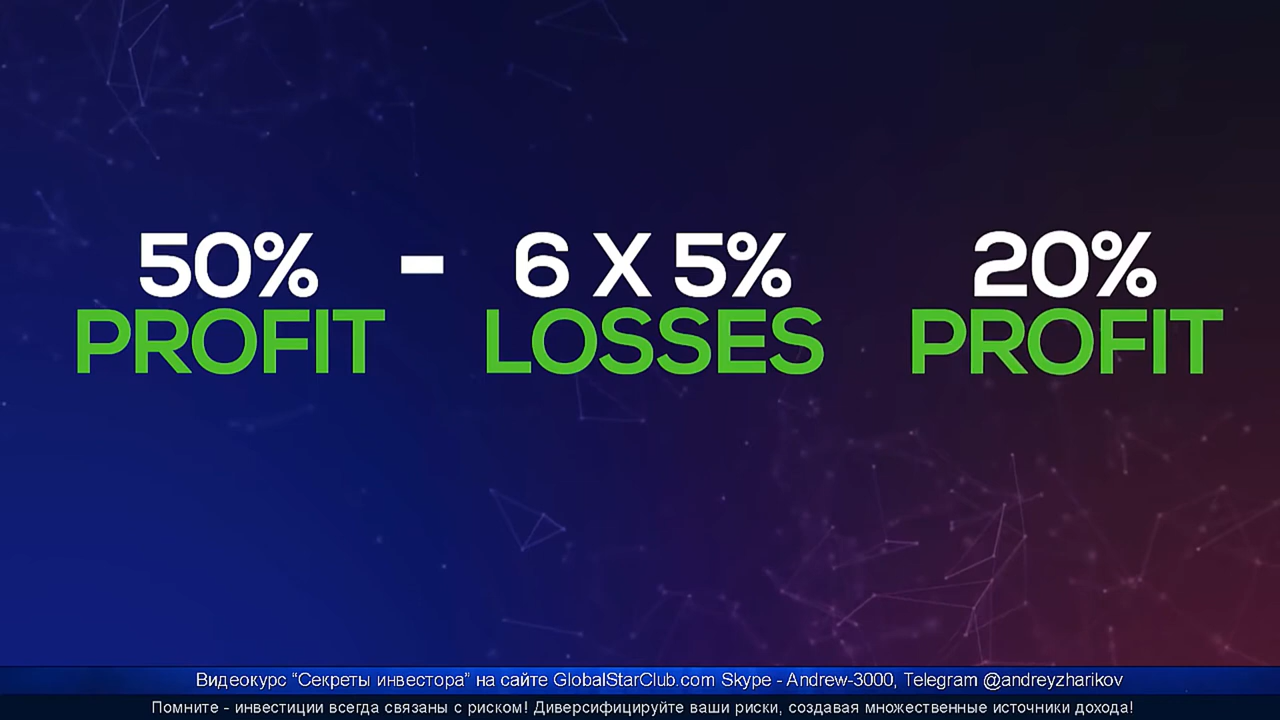 50% - 6 X 5% 20%
PROFIT LOSSES PROFIT
Видеокурс “Секреты инвестора” на сайте GlobalStarClub.com Skype - Andrew-3000, Telegram @andreyzharikov
Помните - инвестиции всегда связаны с риском! Диверсифицируйте ваши риски, создавая множественные источники дохода!